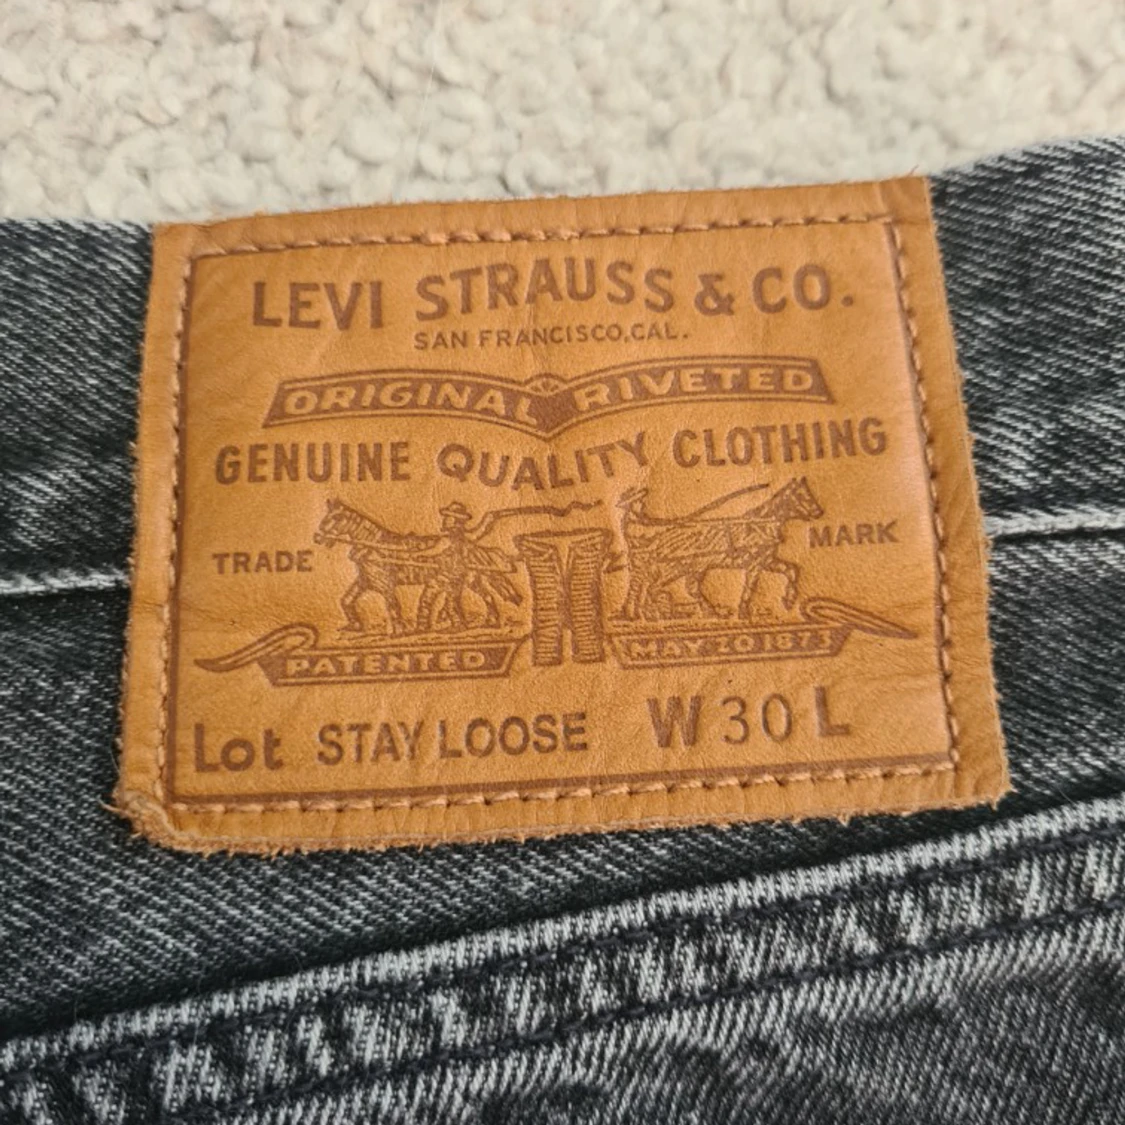 LEVI STRAUSS & CO.
SAN FRANCISCO,CAL.
ORIGINAL RIVETED
GENUINE QUALITY CLOTHING
TRADE MARK
PATENTED MAY 20 1873
Lot STAY LOOSE W 30 L